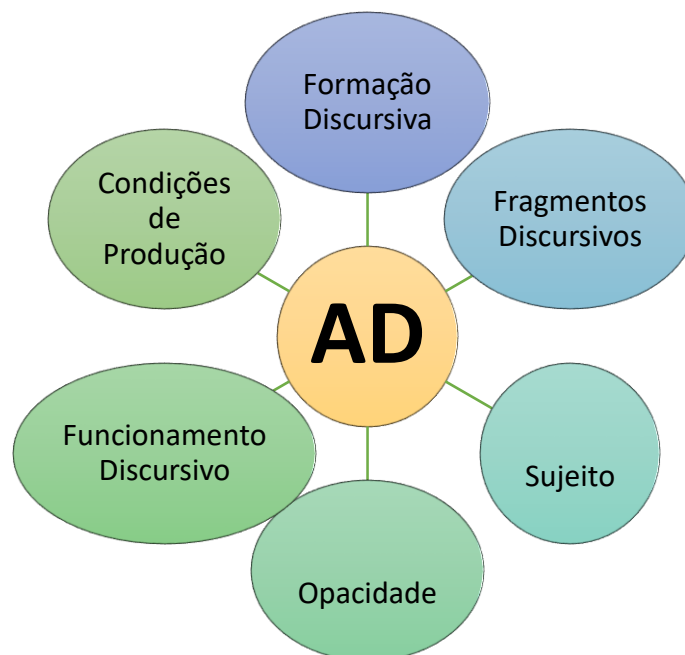 Formação
Discursiva
Condições
de
Produção
Fragmentos
Discursivos
AD
Funcionamento
Discursivo
Sujeito
Opacidade